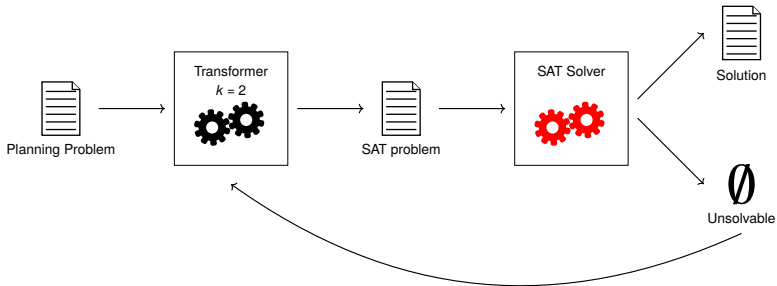 Planning Problem
Transformer
k = 2
SAT problem
SAT Solver
Solution
∅
Unsolvable